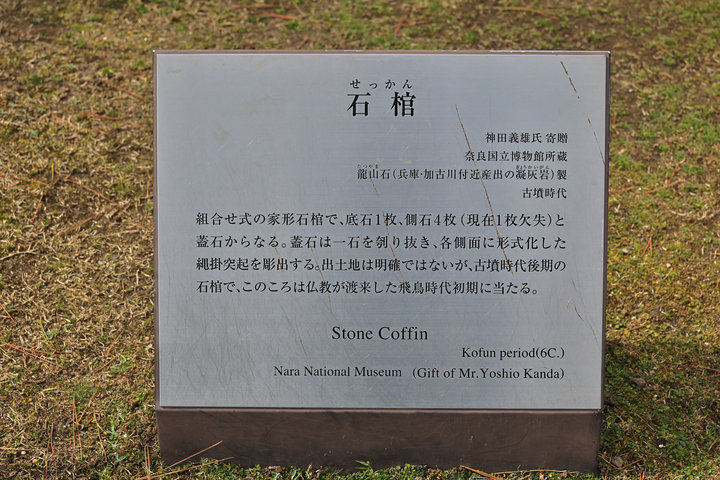 せっかん
石棺
神田義雄氏 寄贈
奈良国立博物館所蔵
たつやま ぎょうかいがん
龍山石(兵庫・加古川付近産出の凝灰岩)製
古墳時代
組合せ式の家形石棺で、底石1枚、側石4枚(現在1枚欠失)と
蓋石からなる。蓋石は一石を刳り抜き、各側面に形式化した
縄掛突起を彫出する。出土地は明確ではないが、古墳時代後期の
石棺で、このころは仏教が渡来した飛鳥時代初期に当たる。
Stone Coffin
Kofun period(6C.)
Nara National Museum (Gift of Mr.Yoshio Kanda)